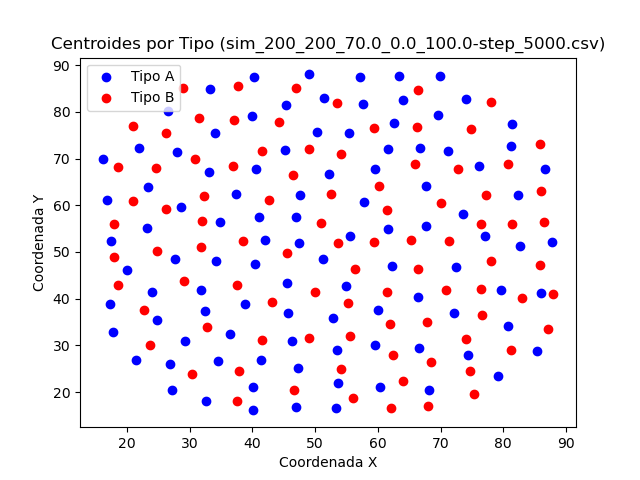 Centroides por Tipo (sim_200_200_70.0_0.0_100.0-step_5000.csv)
Tipo A
Tipo B
90
80
70
60
50
40
30
20
Coordenada Y
20 30 40 50 60 70 80 90
Coordenada X